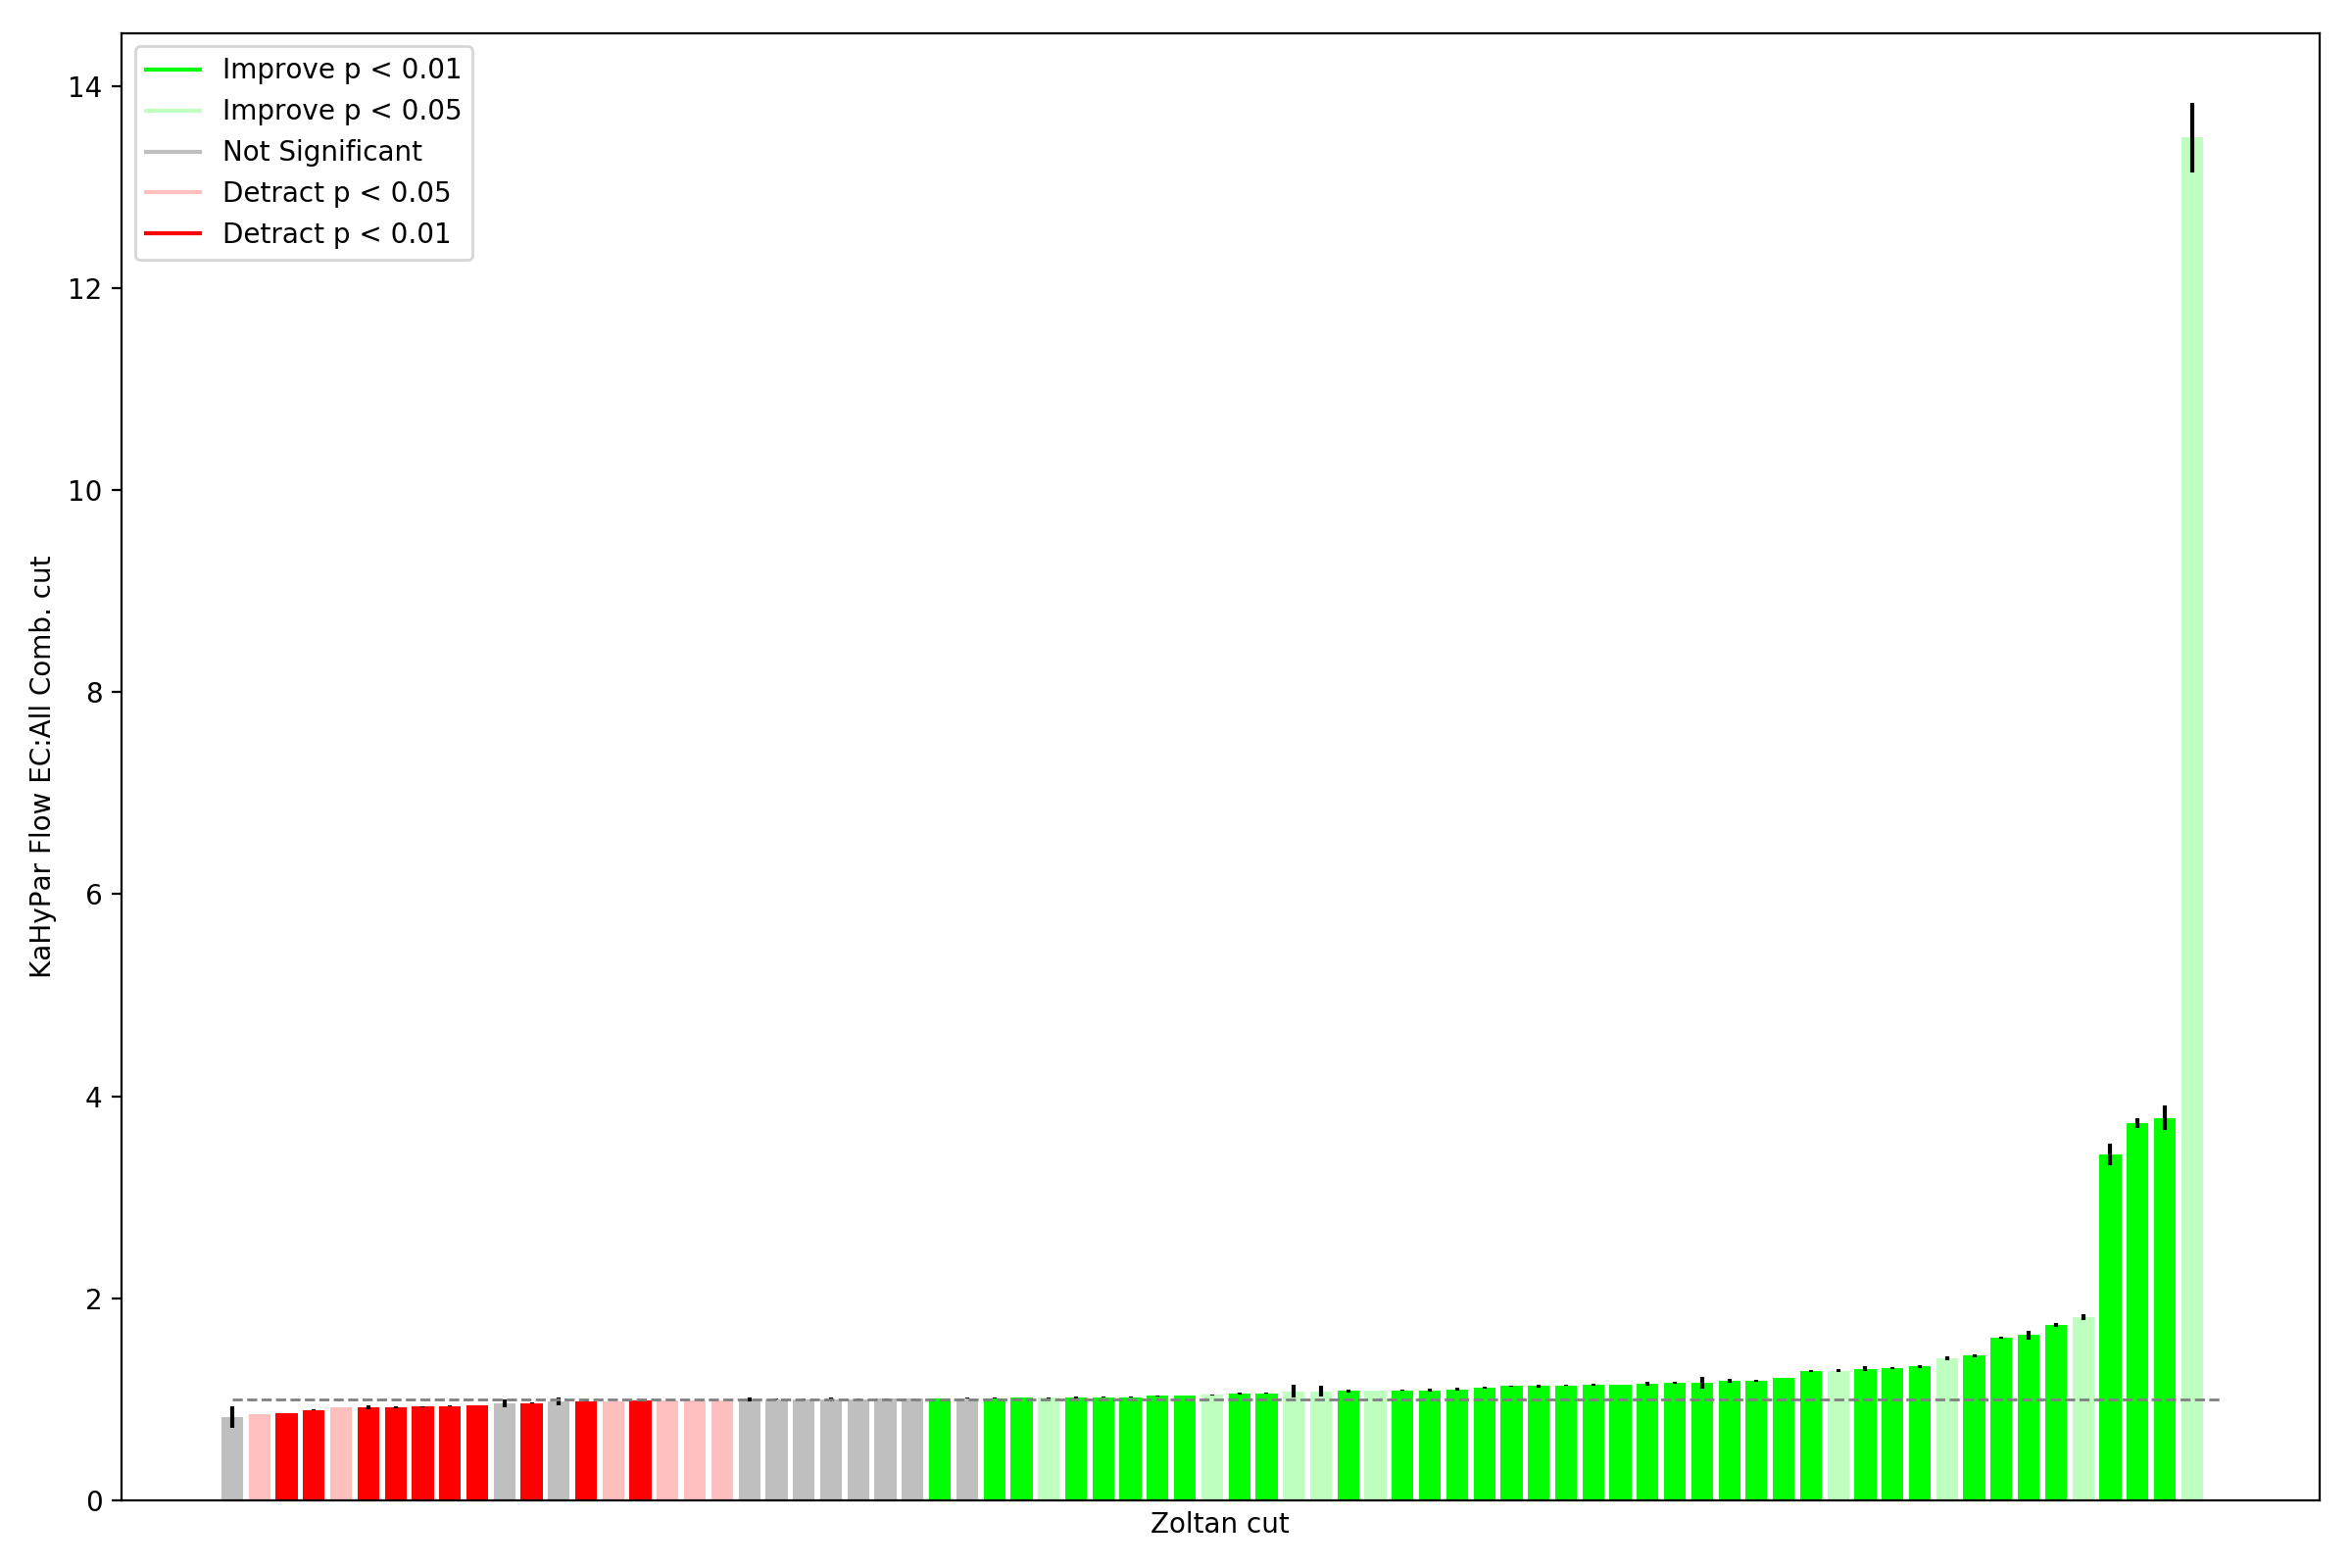 Improve p < 0.01
Improve p < 0.05
Not Significant
Detract p < 0.05
Detract p < 0.01
14
12
10
8
6
4
2
0
KaHyPar Flow EC:All Comb. cut
Zoltan cut